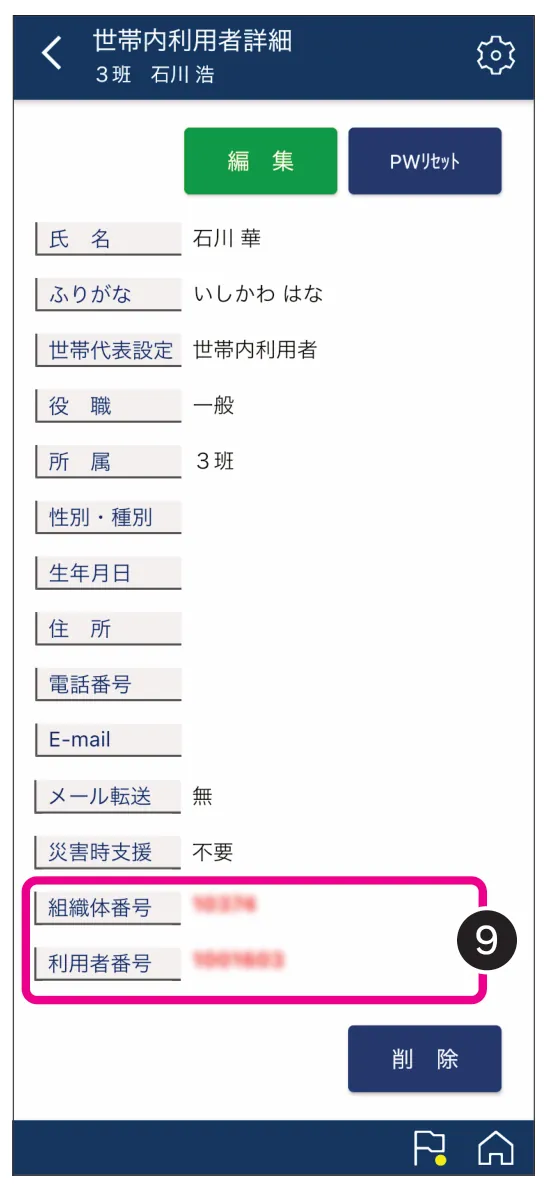 世帯内利用者詳細
３班　石川 浩
編　集
PWﾘｾｯﾄ
氏　名　石川 華
ふりがな　いしかわ はな
世帯代表設定　世帯内利用者
役　職　一般
所　属　３班
性別・種別
生年月日
住　所
電話番号
E-mail
メール転送　無
災害時支援　不要
組織体番号
利用者番号
9
削　除